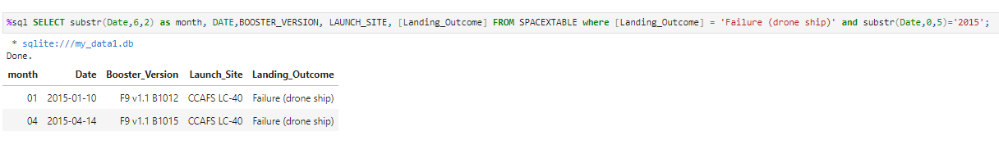 %sql SELECT substr(Date,6,2) as month, DATE,BOOSTER_VERSION, LAUNCH_SITE, [Landing_Outcome] FROM SPACEXTABLE where [Landing_Outcome] = 'Failure (drone ship)' and substr(Date,0,5)='2015';
* sqlite:///my_data1.db
Done.
month Date Booster_Version Launch_Site Landing_Outcome
01 2015-01-10 F9 v1.1 B1012 CCAFS LC-40 Failure (drone ship)
04 2015-04-14 F9 v1.1 B1015 CCAFS LC-40 Failure (drone ship)